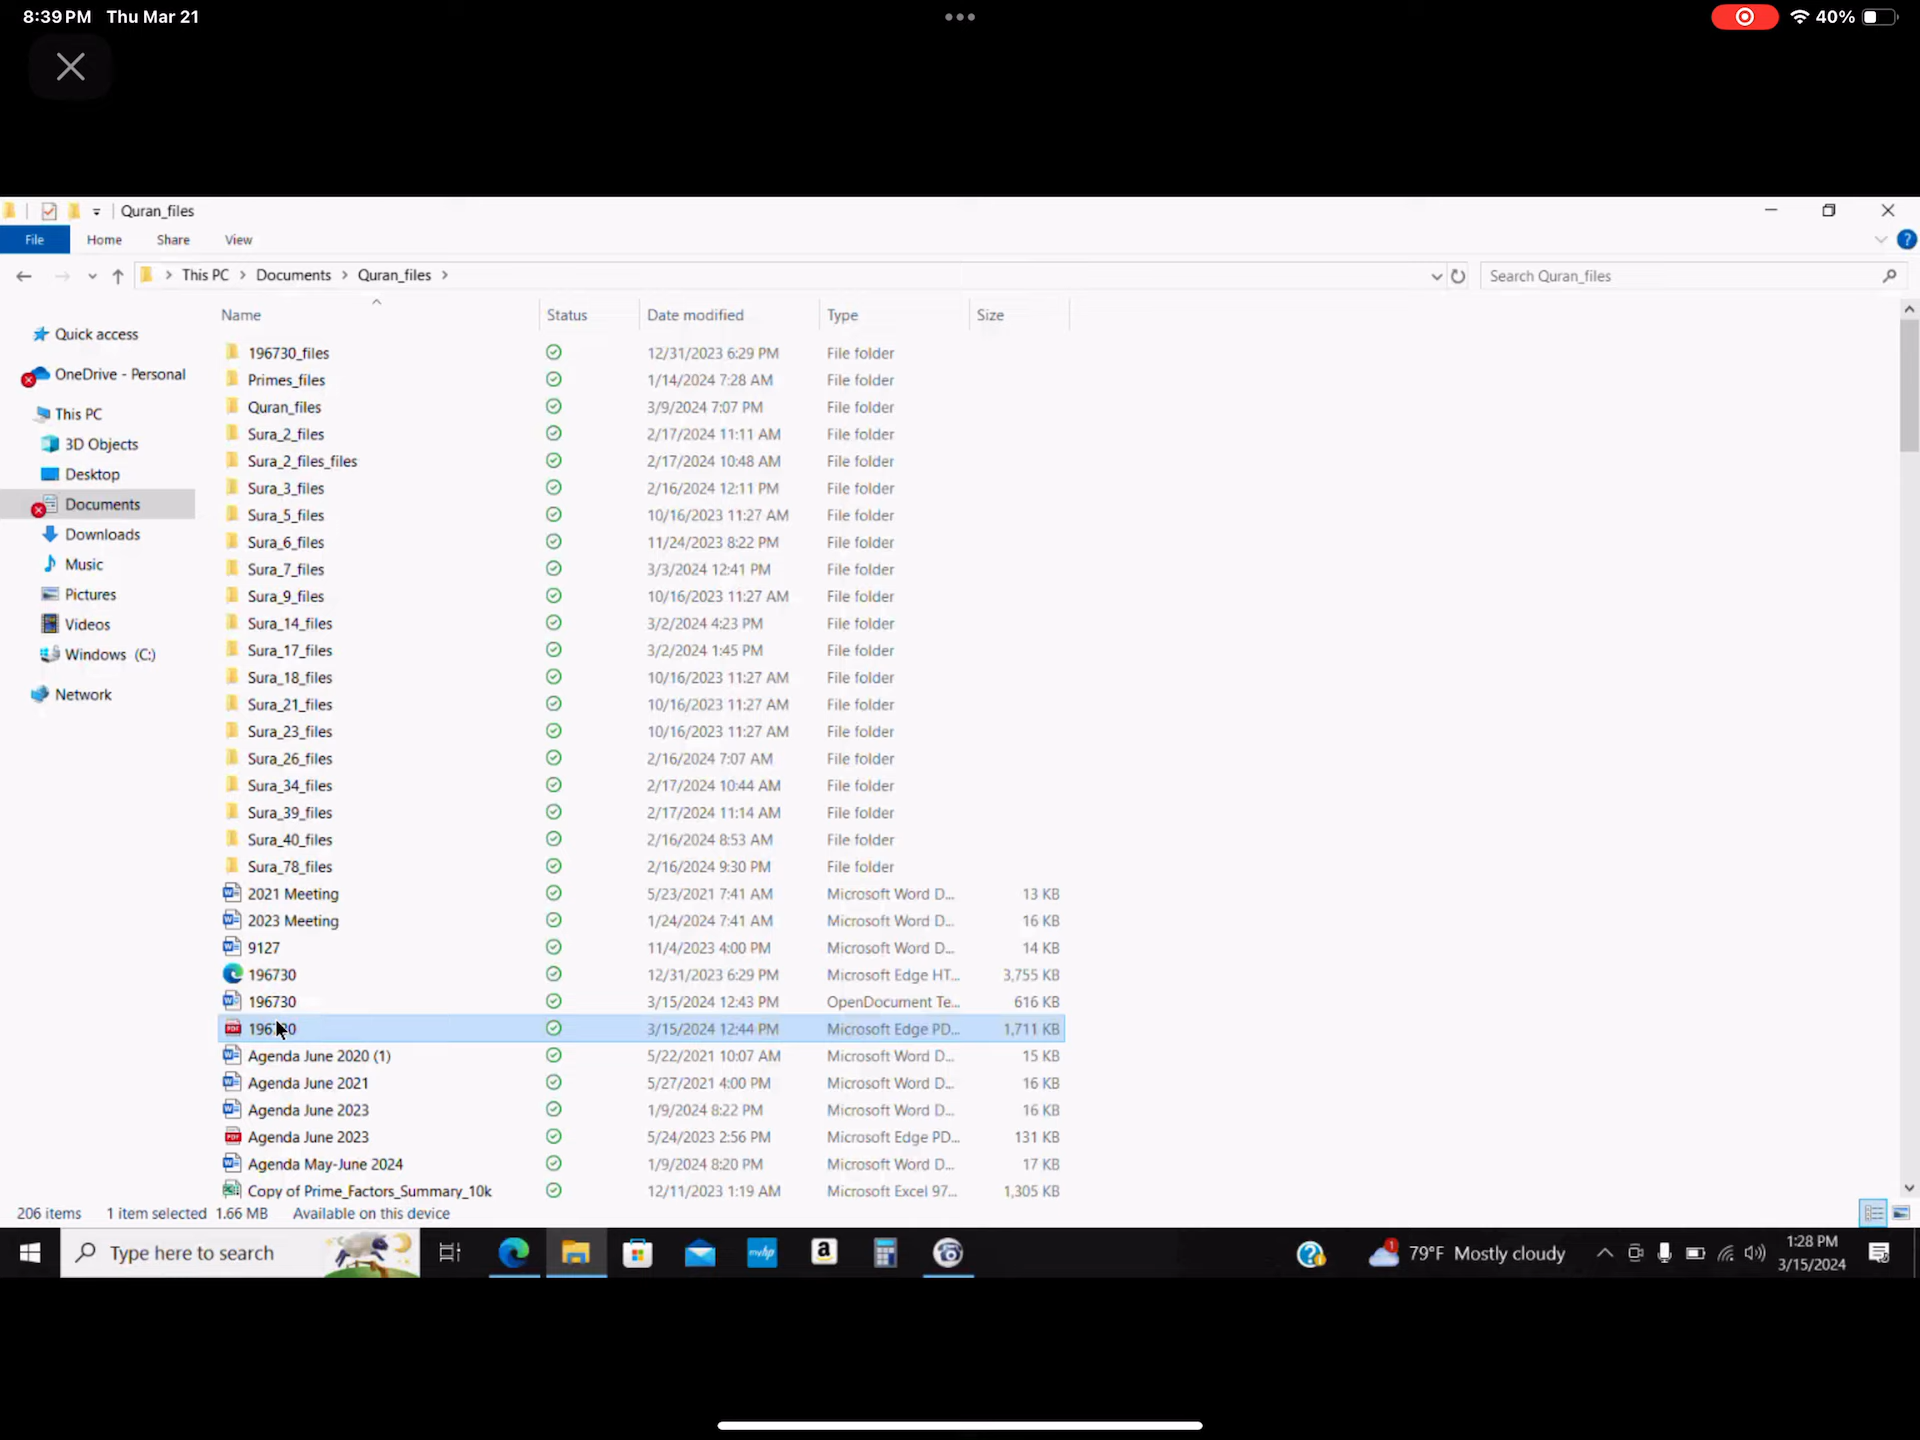 8:39 PM Thu Mar 21
40%
Quran_files
File Home Share View
This PC Documents Quran_files
Search Quran_files
Name Status Date modified Type Size
Quick access
OneDrive - Personal
This PC
3D Objects
Desktop
Documents
Downloads
Music
Pictures
Videos
Windows (C:)
Network
196730_files 12/31/2023 6:29 PM File folder
Primes_files 1/14/2024 7:28 AM File folder
Quran_files 3/9/2024 7:07 PM File folder
Sura_2_files 2/17/2024 11:11 AM File folder
Sura_2_files_files 2/17/2024 10:48 AM File folder
Sura_3_files 2/16/2024 12:11 PM File folder
Sura_5_files 10/16/2023 11:27 AM File folder
Sura_6_files 11/24/2023 8:22 PM File folder
Sura_7_files 3/3/2024 12:41 PM File folder
Sura_9_files 10/16/2023 11:27 AM File folder
Sura_14_files 3/2/2024 4:23 PM File folder
Sura_17_files 3/2/2024 1:45 PM File folder
Sura_18_files 10/16/2023 11:27 AM File folder
Sura_21_files 10/16/2023 11:27 AM File folder
Sura_23_files 10/16/2023 11:27 AM File folder
Sura_26_files 2/16/2024 7:07 AM File folder
Sura_34_files 2/17/2024 10:44 AM File folder
Sura_39_files 2/17/2024 11:14 AM File folder
Sura_40_files 2/16/2024 8:53 AM File folder
Sura_78_files 2/16/2024 9:30 PM File folder
2021 Meeting 5/23/2021 7:41 AM Microsoft Word D... 13 KB
2023 Meeting 1/24/2024 7:41 AM Microsoft Word D... 16 KB
9127 11/4/2023 4:00 PM Microsoft Word D... 14 KB
196730 12/31/2023 6:29 PM Microsoft Edge HT... 3,755 KB
196730 3/15/2024 12:43 PM OpenDocument Te... 616 KB
196730 3/15/2024 12:44 PM Microsoft Edge PD... 1,711 KB
Agenda June 2020 (1) 5/22/2021 10:07 AM Microsoft Word D... 15 KB
Agenda June 2021 5/27/2021 4:00 PM Microsoft Word D... 16 KB
Agenda June 2023 1/9/2024 8:22 PM Microsoft Word D... 16 KB
Agenda June 2023 5/24/2023 2:56 PM Microsoft Edge PD... 131 KB
Agenda May-June 2024 1/9/2024 8:20 PM Microsoft Word D... 17 KB
Copy of Prime_Factors_Summary_10k 12/11/2023 1:19 AM Microsoft Excel 97... 1,305 KB
206 items 1 item selected 1.66 MB Available on this device
Type here to search
myhp
79°F Mostly cloudy
1:28 PM
3/15/2024